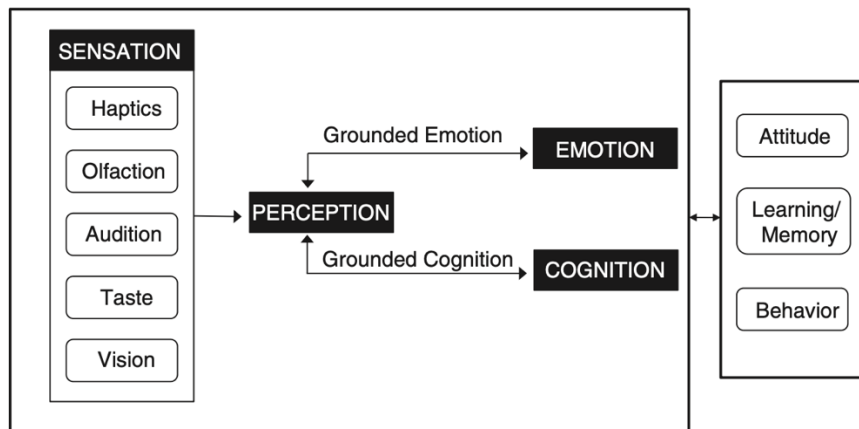 SENSATION
Haptics
Olfaction
Audition
Taste
Vision
PERCEPTION
Grounded Emotion
EMOTION
Grounded Cognition
COGNITION
Attitude
Learning/
Memory
Behavior